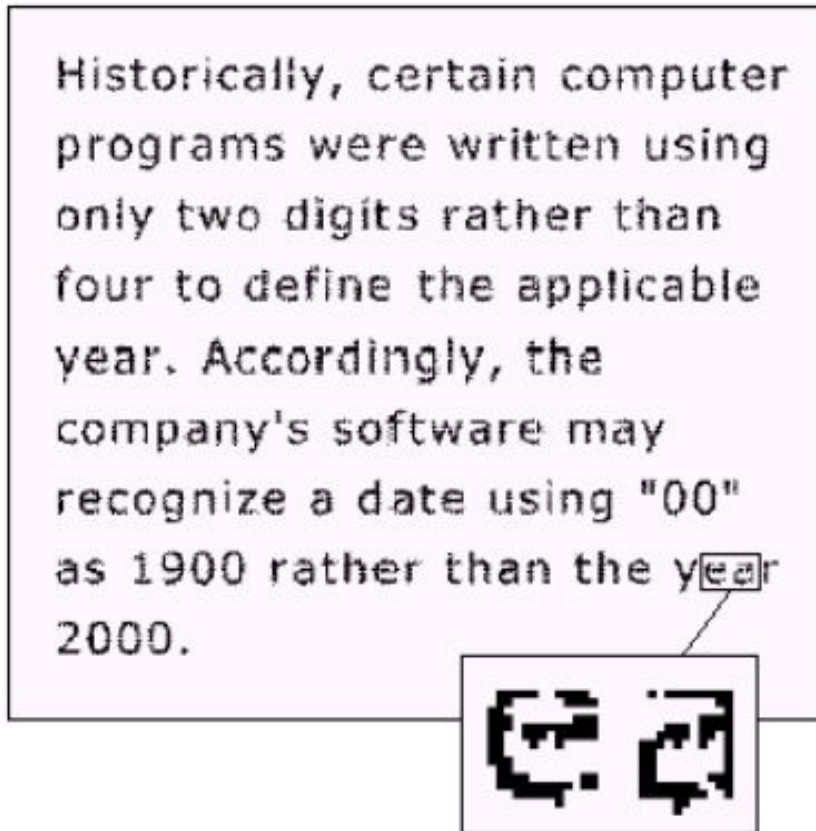 Historically, certain computer
programs were written using
only two digits rather than
four to define the applicable
year. Accordingly, the
company's software may
recognize a date using "00"
as 1900 rather than the year
2000.
ea